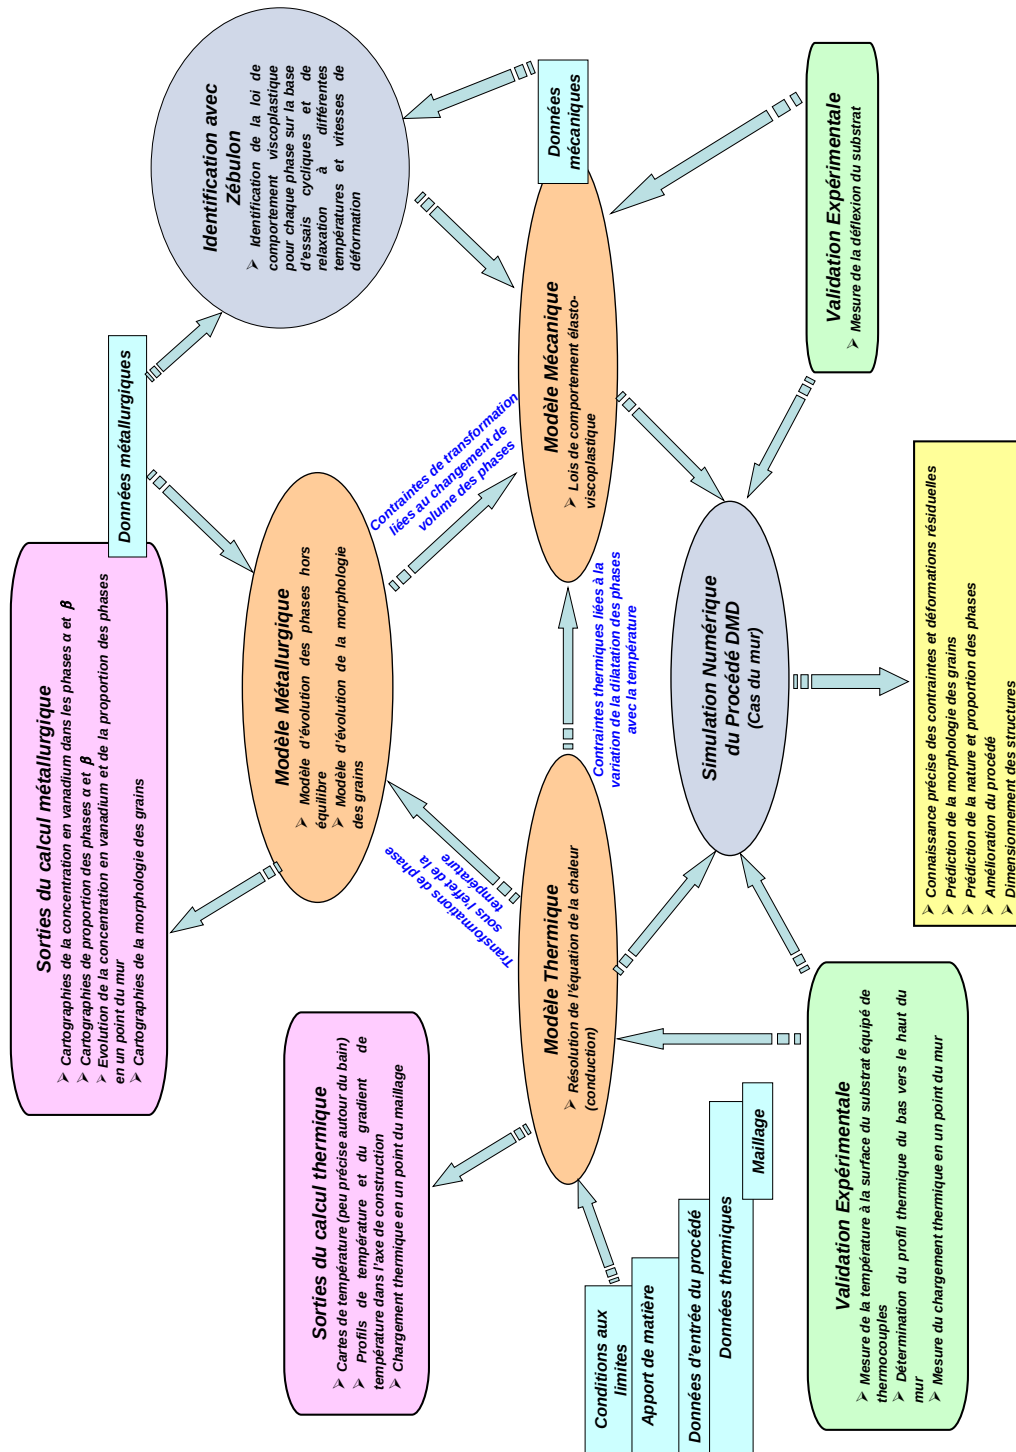 Sorties du calcul métallurgique
➢ Cartographies de la concentration en vanadium dans les phases α et β
➢ Cartographies de proportion des phases α et β
➢ Evolution de la concentration en vanadium et de la proportion des phases
en un point du mur
➢ Cartographies de la morphologie des grains
Données métallurgiques
Identification avec
Zébulon
➢ Identification de la loi de
comportement viscoplastique
pour chaque phase sur la base
d'essais cycliques et de
relaxation à différentes
températures et vitesses de
déformation
Sorties du calcul thermique
➢ Cartes de température (peu précise autour du bain)
➢ Profils de température et du gradient de
température dans l'axe de construction
➢ Chargement thermique en un point du maillage
Modèle Métallurgique
➢ Modèle d'évolution des phases hors
équilibre
➢ Modèle d'évolution de la morphologie
des grains
Transformations de phase
sous l'effet de la
température
Contraintes de transformation
liées au changement de
volume des phases
Données
mécaniques
Modèle Thermique
➢ Résolution de l'équation de la chaleur
(conduction)
Contraintes thermiques liées à la
variation de la dilatation des phases
avec la température
Modèle Mécanique
➢ Lois de comportement élasto-
viscoplastique
Conditions aux
limites
Apport de matière
Données d'entrée du procédé
Données thermiques
Maillage
Simulation Numérique
du Procédé DMD
(Cas du mur)
Validation Expérimentale
➢ Mesure de la température à la surface du substrat équipé de
thermocouples
➢ Détermination du profil thermique du bas vers le haut du
mur
➢ Mesure du chargement thermique en un point du mur
Validation Expérimentale
➢ Mesure de la déflexion du substrat
➢ Connaissance précise des contraintes et déformations résiduelles
➢ Prédiction de la morphologie des grains
➢ Prédiction de la nature et proportion des phases
➢ Amélioration du procédé
➢ Dimensionnement des structures